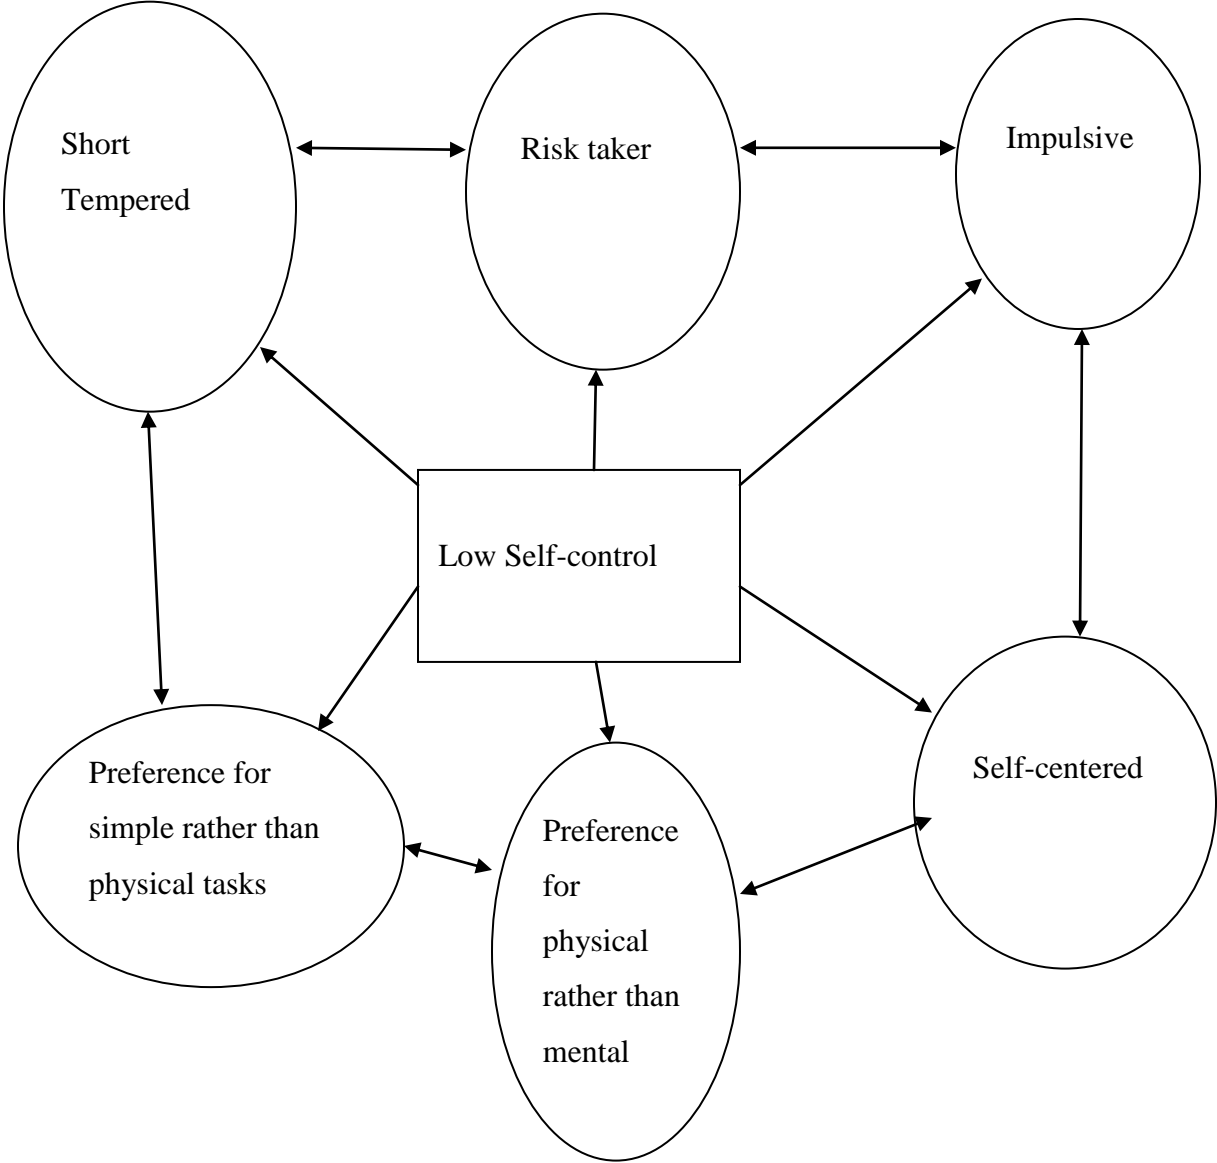 Short
Tempered
Risk taker
Impulsive
Low Self-control
Preference for
simple rather than
physical tasks
Preference
for
physical
rather than
mental
Self-centered